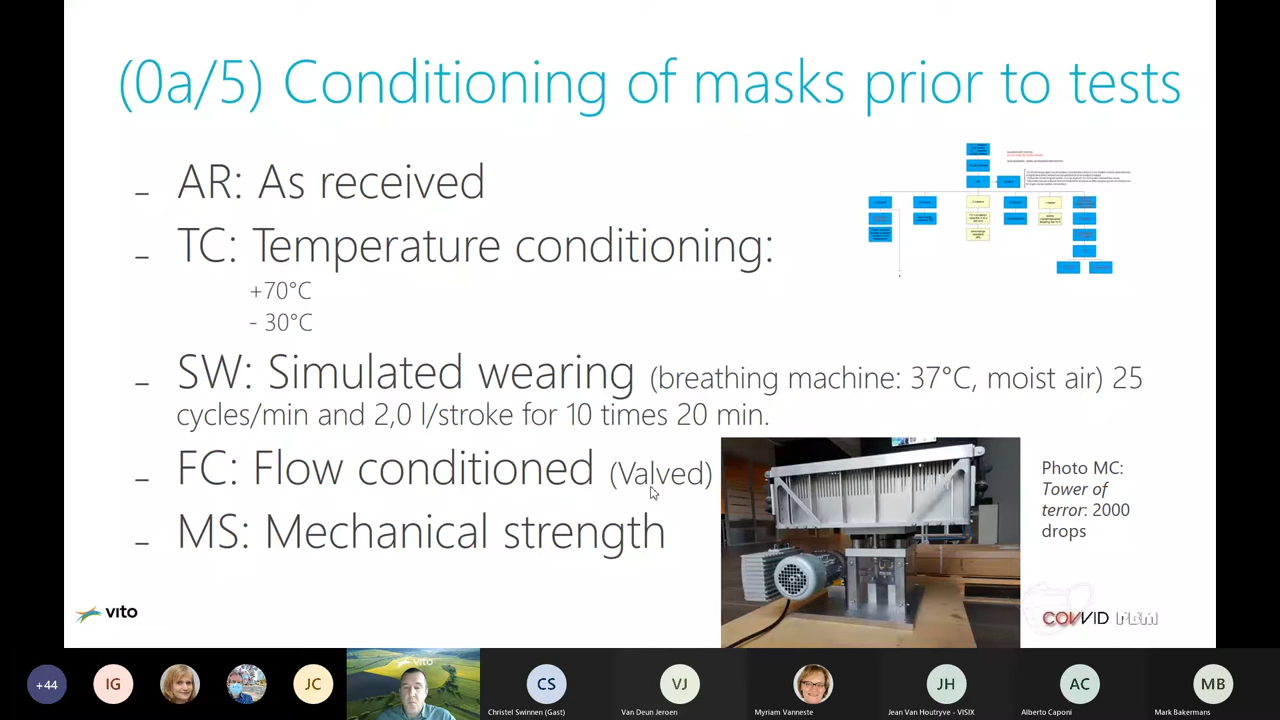 (0a/5) Conditioning of masks prior to tests
– AR: As received
– TC: Temperature conditioning:
+70°C
- 30°C
– SW: Simulated wearing (breathing machine: 37°C, moist air) 25
cycles/min and 2,0 l/stroke for 10 times 20 min.
– FC: Flow conditioned (Valved)
– MS: Mechanical strength
Photo MC:
Tower of
terror: 2000
drops
vito
COVVID PBM
+44
IG
JC
vito
CS
Christel Swinnen (Gast)
VJ
Van Deun Jeroen
Myriam Vanneste
JH
Jean Van Houtryve - VISIX
AC
Alberto Caponi
MB
Mark Bakermans